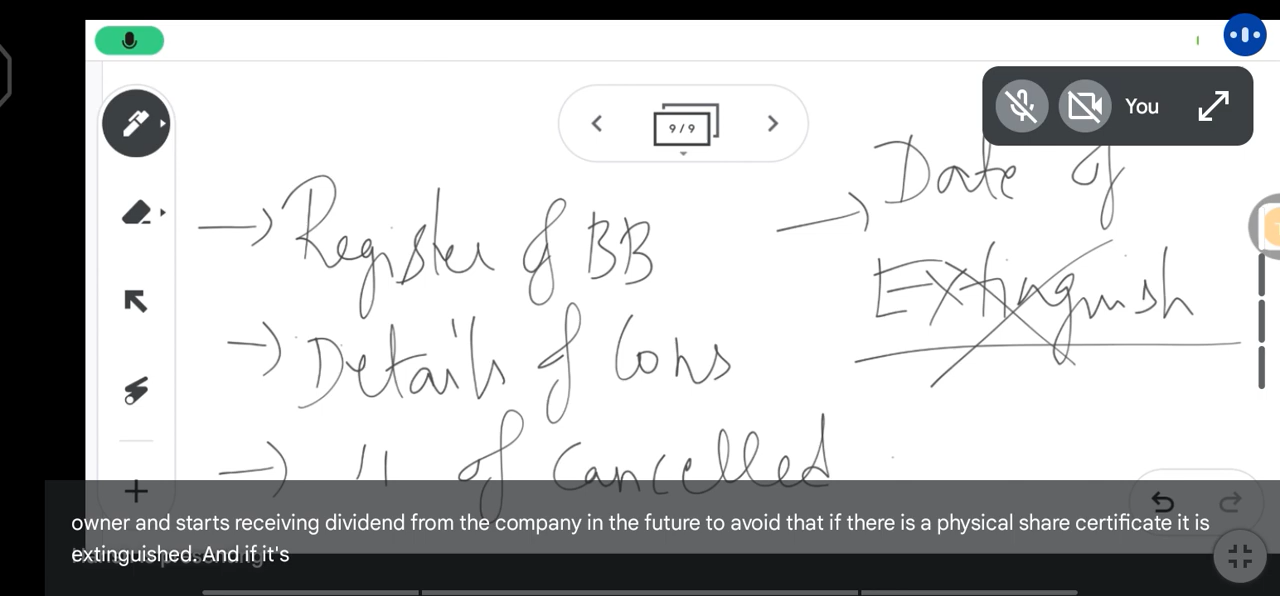 9/9
You
→ Register of BB
→ Details of Cons
→ 11 of Cancelled
→ Date of
Extinguish
owner and starts receiving dividend from the company in the future to avoid that if there is a physical share certificate it is
extinguished. And if it's